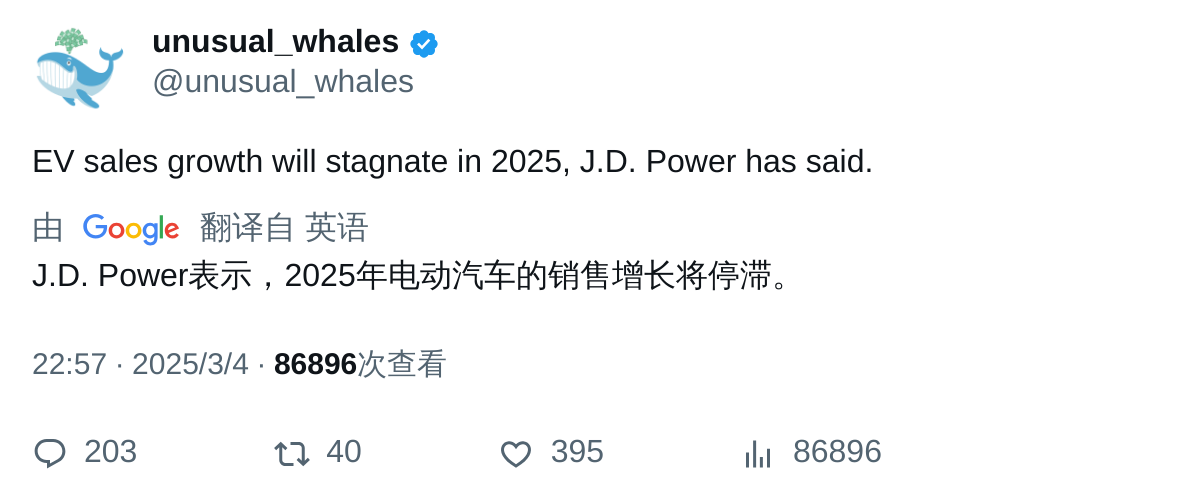 unusual_whales
@unusual_whales
EV sales growth will stagnate in 2025, J.D. Power has said.
由 Google 翻译自 英语
J.D. Power表示，2025年电动汽车的销售增长将停滞。
22:57 · 2025/3/4 · 86896次查看
203 40 395 86896